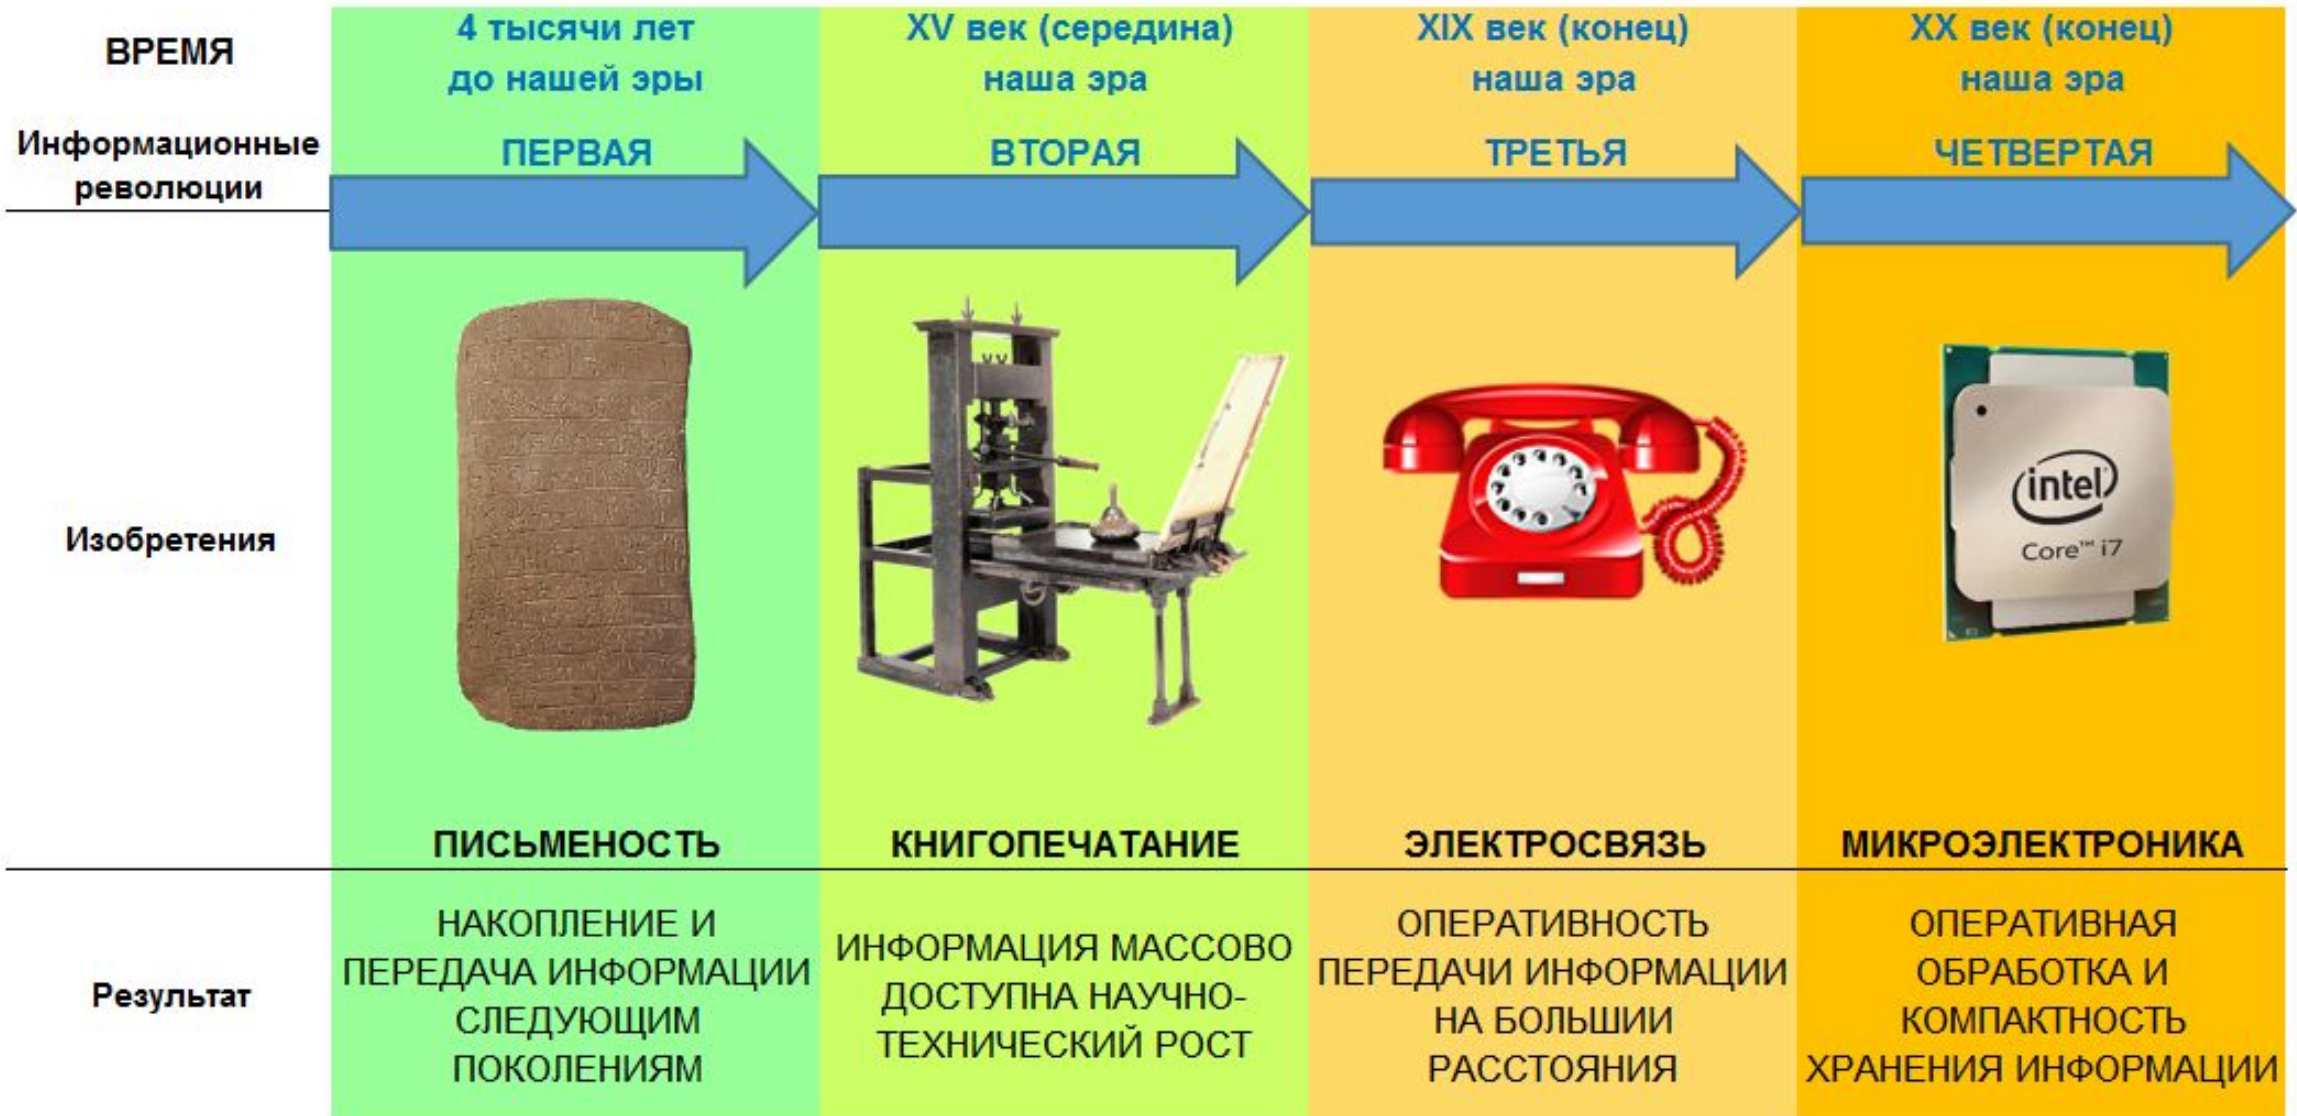 ВРЕМЯ
4 тысячи лет
до нашей эры
XV век (середина)
наша эра
XIX век (конец)
наша эра
XX век (конец)
наша эра
Информационные
революции
ПЕРВАЯ
ВТОРАЯ
ТРЕТЬЯ
ЧЕТВЕРТАЯ
Изобретения
intel
Core™ i7
ПИСЬМЕНОСТЬ
КНИГОПЕЧАТАНИЕ
ЭЛЕКТРОСВЯЗЬ
МИКРОЭЛЕКТРОНИКА
Результат
НАКОПЛЕНИЕ И
ПЕРЕДАЧА ИНФОРМАЦИИ
СЛЕДУЮЩИМ
ПОКОЛЕНИЯМ
ИНФОРМАЦИЯ МАССОВО
ДОСТУПНА НАУЧНО-
ТЕХНИЧЕСКИЙ РОСТ
ОПЕРАТИВНОСТЬ
ПЕРЕДАЧИ ИНФОРМАЦИИ
НА БОЛЬШИИ
РАССТОЯНИЯ
ОПЕРАТИВНАЯ
ОБРАБОТКА И
КОМПАКТНОСТЬ
ХРАНЕНИЯ ИНФОРМАЦИИ